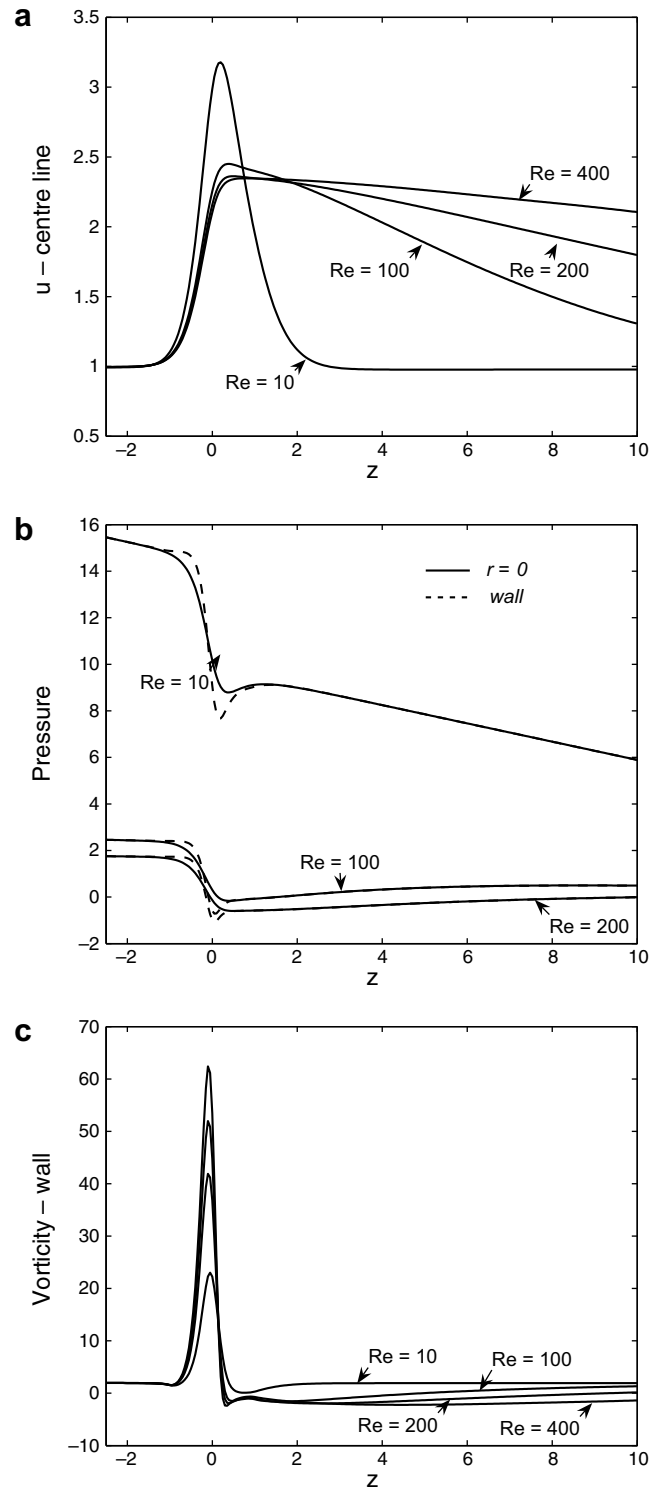 a
3.5
3
2.5
2
1.5
1
0.5
u – centre line
Re = 400
Re = 200
Re = 100
Re = 10
–2 0 2 4 6 8 10
z
b
16
14
12
10
8
6
4
2
0
–2
Pressure
r = 0
wall
Re = 10
Re = 100
Re = 200
–2 0 2 4 6 8 10
z
c
70
60
50
40
30
20
10
0
–10
Vorticity – wall
Re = 10
Re = 100
Re = 200
Re = 400
–2 0 2 4 6 8 10
z